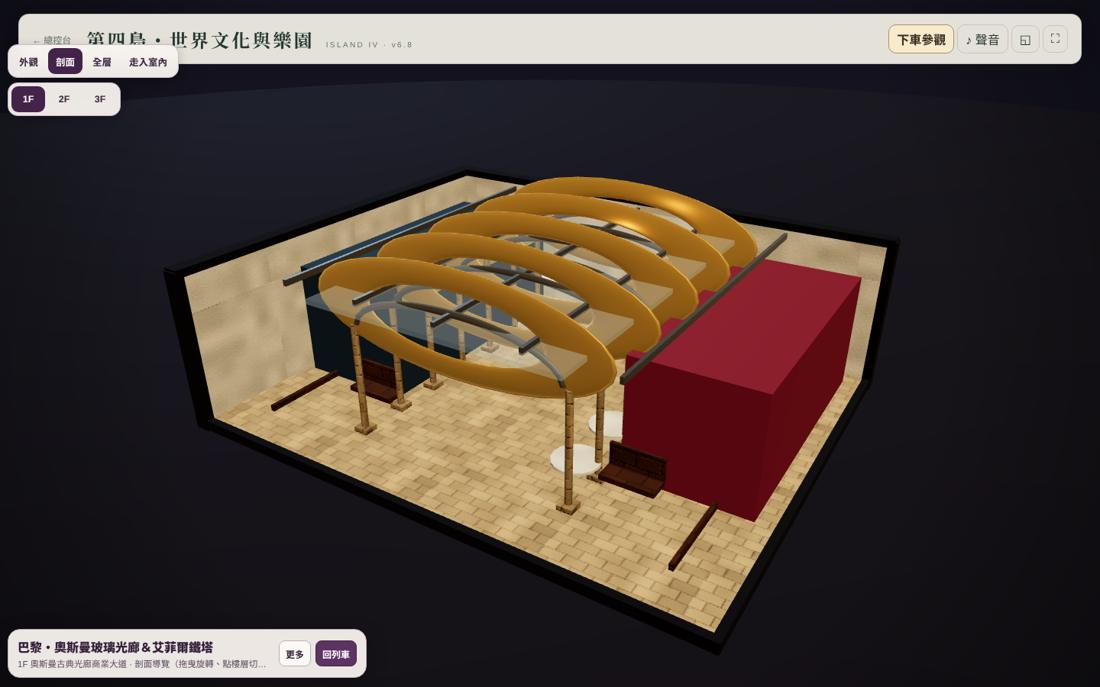 ← 總控台 第四島・世界文化與樂園 ISLAND IV · v6.8 下車參觀 ♪ 聲音
外觀 剖面 全層 走入室內
1F 2F 3F
巴黎・奧斯曼玻璃光廊＆艾菲爾鐵塔
1F 奧斯曼古典光廊商業大道 · 剖面導覽（拖曳旋轉、點樓層切…
更多 回列車